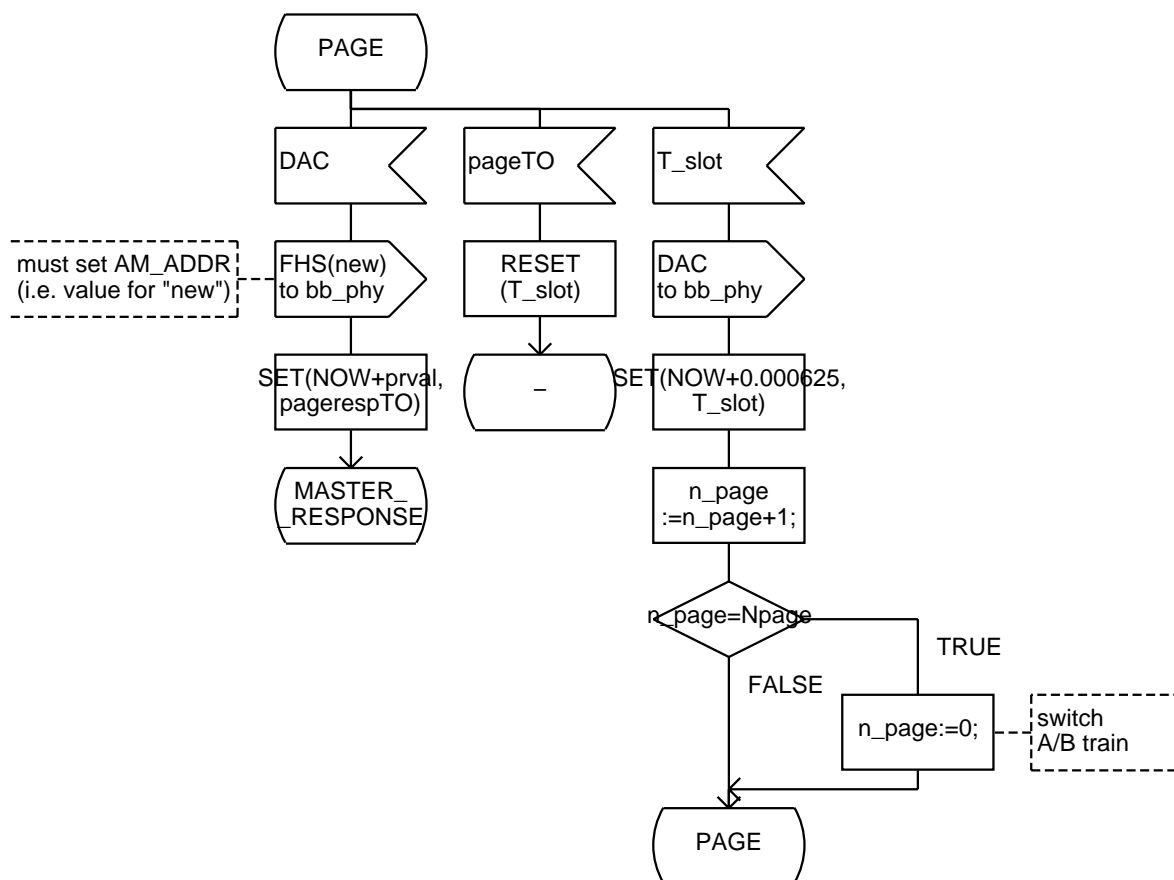 PAGE
DAC
pageTO
T_slot
must set AM_ADDR
(i.e. value for "new")
FHS(new)
to bb_phy
RESET
(T_slot)
DAC
to bb_phy
SET(NOW+prval,
pagerespTO)
–
SET(NOW+0.000625,
T_slot)
MASTER_
_RESPONSE
n_page
:=n_page+1;
n_page=Npage
TRUE
FALSE
n_page:=0;
switch
A/B train
PAGE